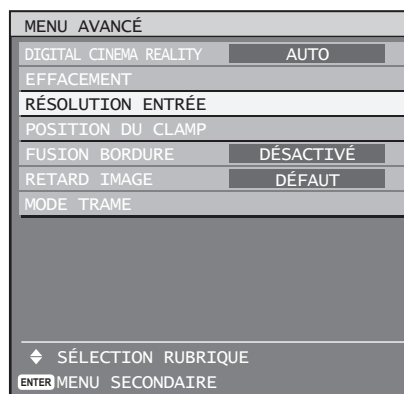 MENU AVANCÉ
DIGITAL CINEMA REALITY AUTO
EFFACEMENT
RÉSOLUTION ENTRÉE
POSITION DU CLAMP
FUSION BORDURE DÉSACTIVÉ
RETARD IMAGE DÉFAUT
MODE TRAME
SÉLECTION RUBRIQUE
ENTER MENU SECONDAIRE